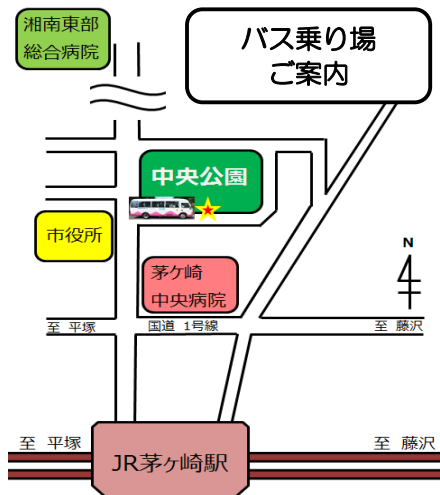 湘南東部
総合病院
バス乗り場
ご案内
中央公園
市役所
N
茅ケ崎
中央病院
至 平塚
国道 1号線
至 藤沢
至 平塚
至 藤沢
JR茅ヶ崎駅